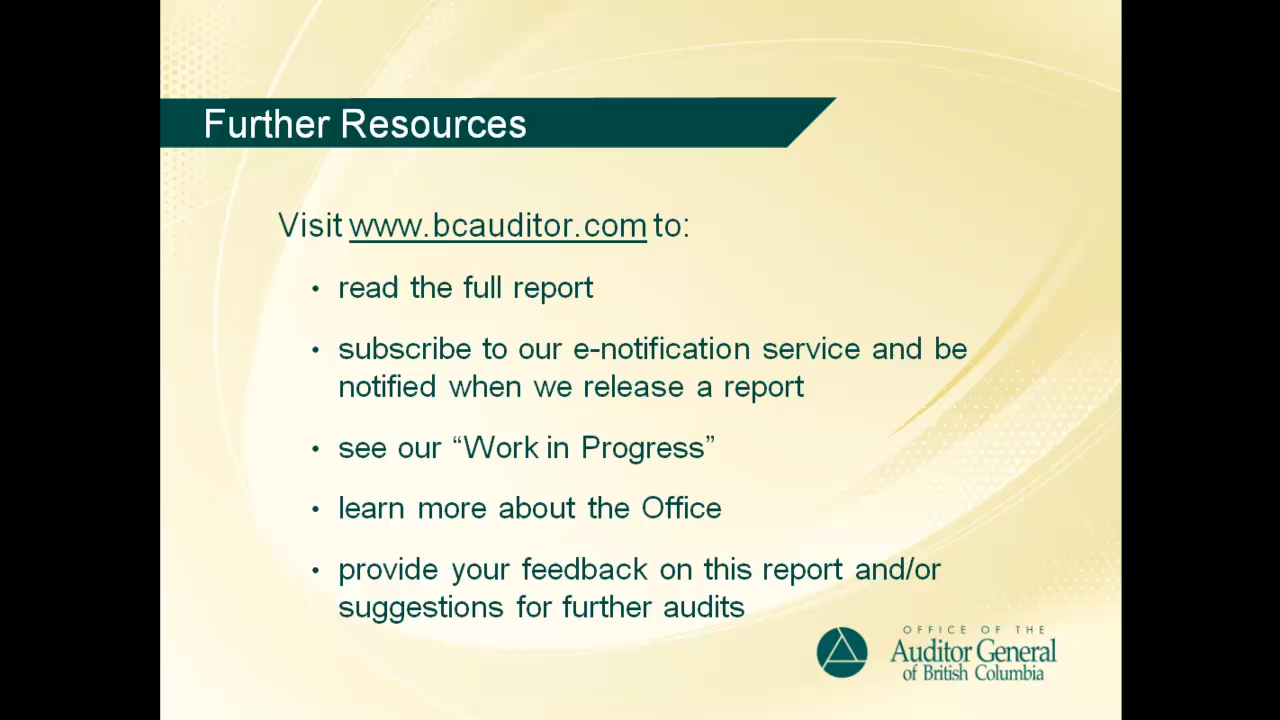 Further Resources
Visit www.bcauditor.com to:
• read the full report
• subscribe to our e-notification service and be
notified when we release a report
• see our “Work in Progress”
• learn more about the Office
• provide your feedback on this report and/or
suggestions for further audits
OFFICE OF THE
Auditor General
of British Columbia